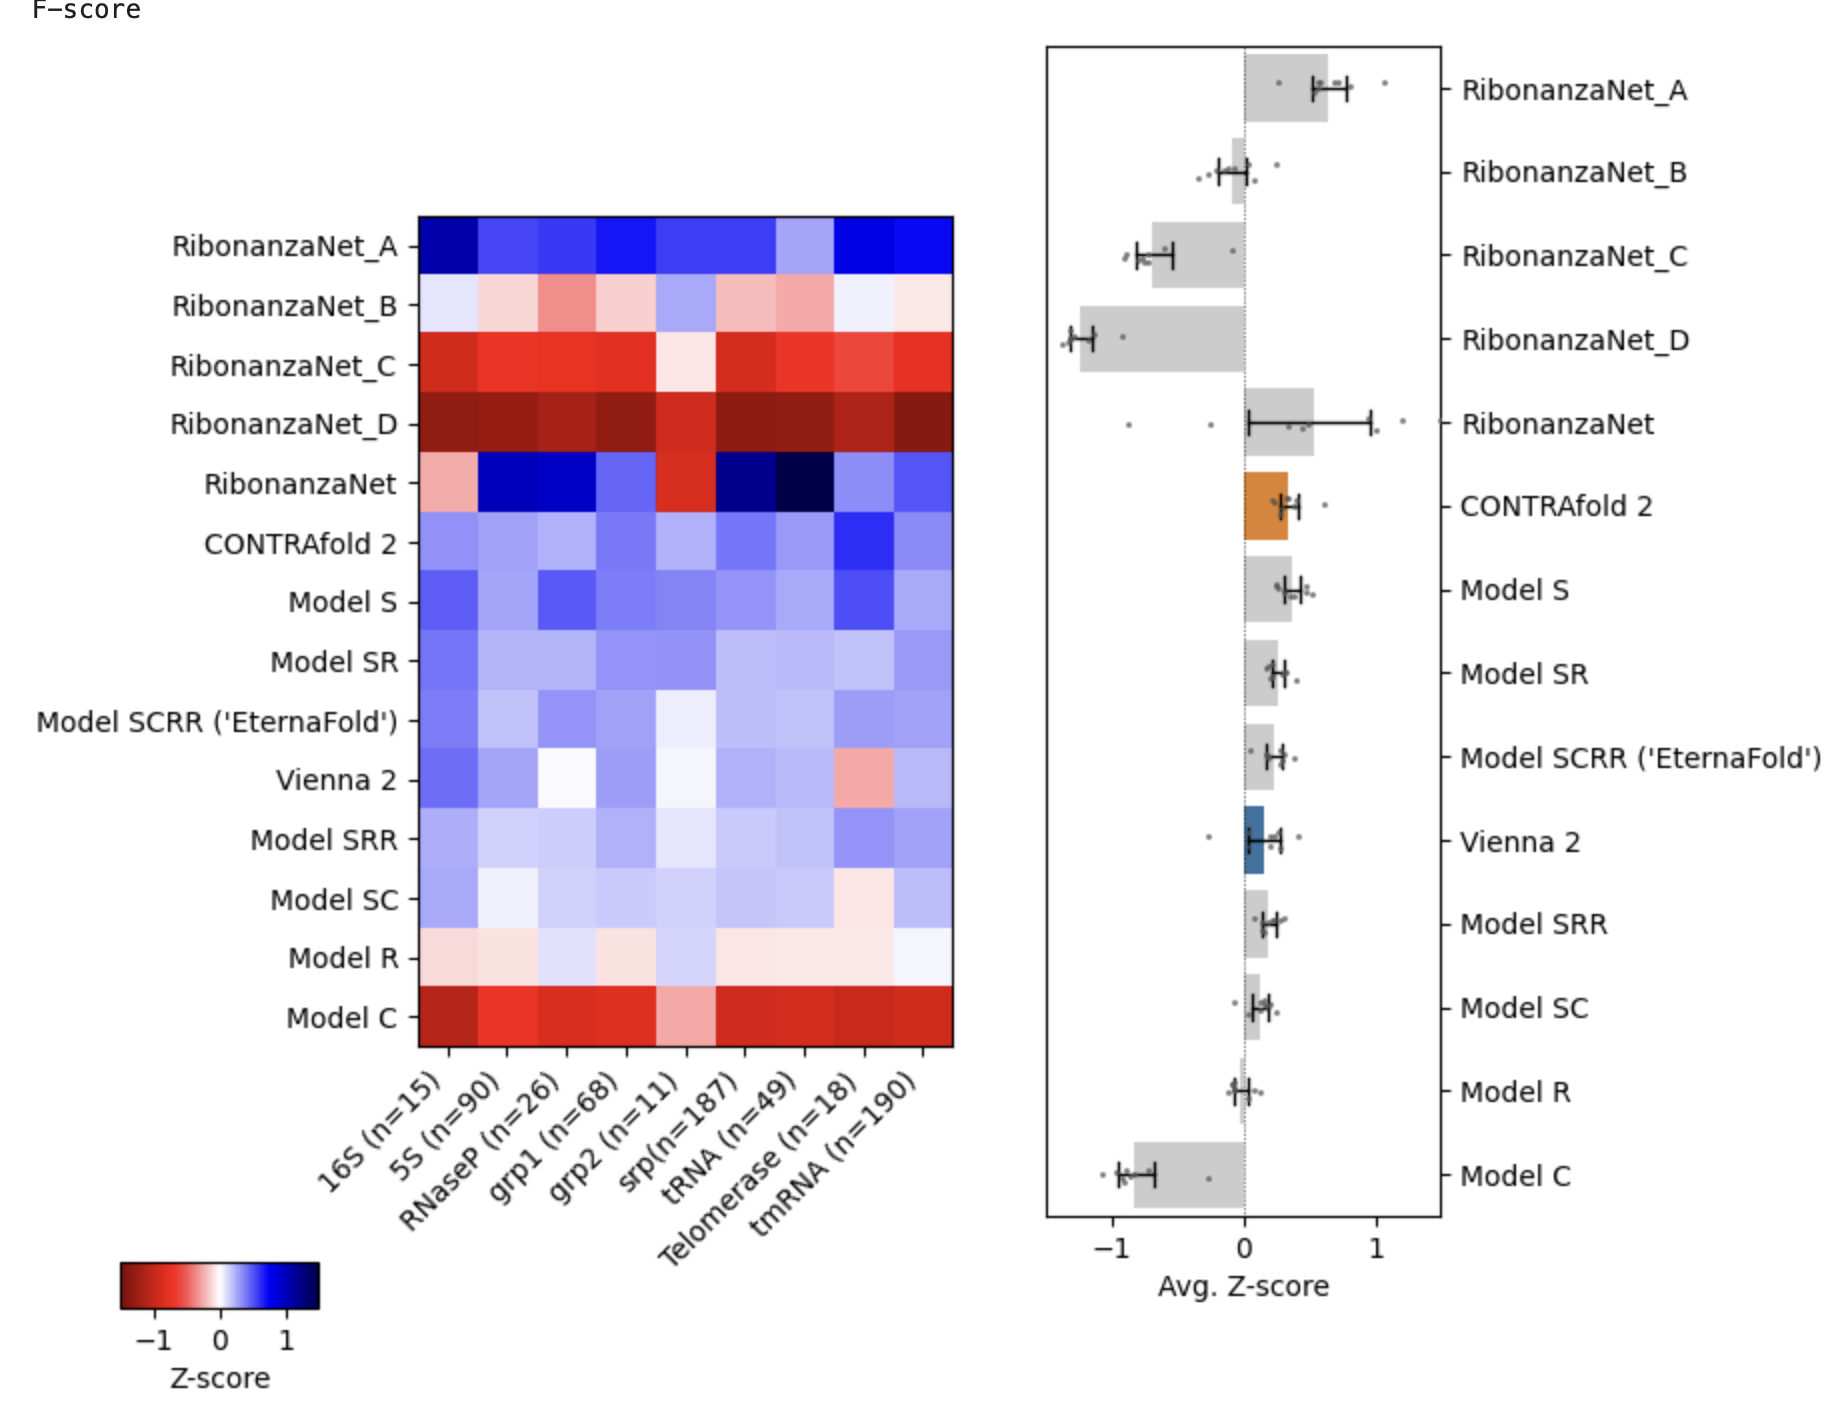 F-score
RibonanzaNet_A
RibonanzaNet_B
RibonanzaNet_C
RibonanzaNet_D
RibonanzaNet
CONTRAfold 2
Model S
Model SR
Model SCRR ('EternaFold')
Vienna 2
Model SRR
Model SC
Model R
Model C
16S (n=15)
5S (n=90)
RNaseP (n=26)
grp1 (n=68)
grp2 (n=11)
srp(n=187)
tRNA (n=49)
Telomerase (n=18)
tmRNA (n=190)
−1 0 1
Z-score
RibonanzaNet_A
RibonanzaNet_B
RibonanzaNet_C
RibonanzaNet_D
RibonanzaNet
CONTRAfold 2
Model S
Model SR
Model SCRR ('EternaFold')
Vienna 2
Model SRR
Model SC
Model R
Model C
−1 0 1
Avg. Z-score